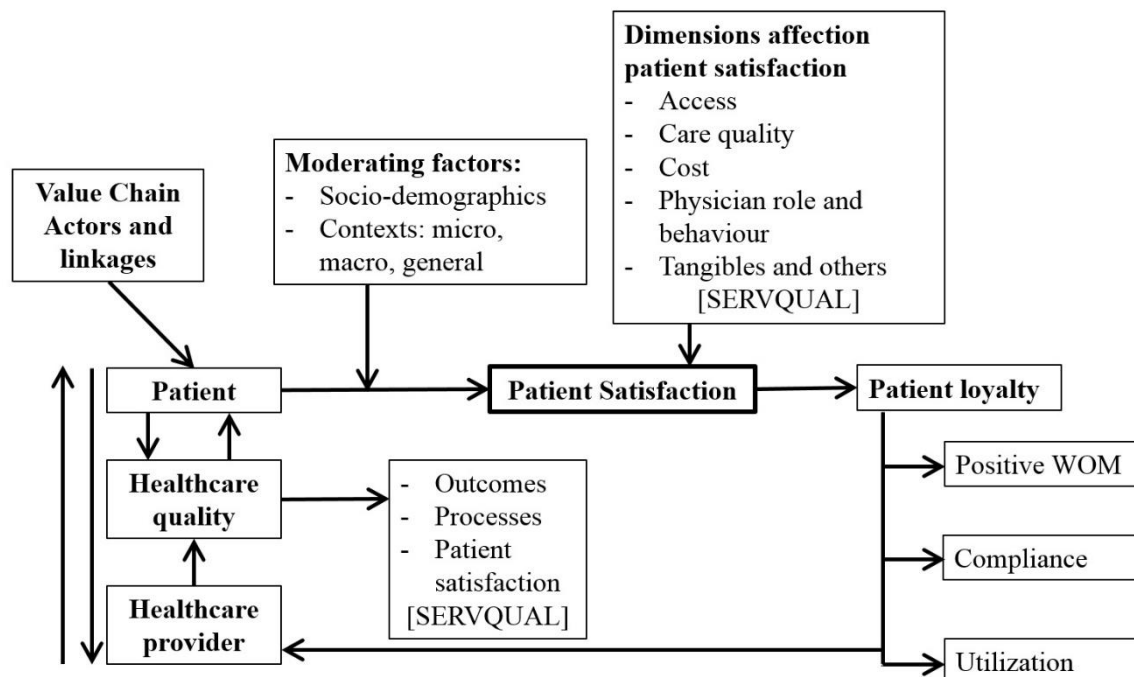 Dimensions affection
patient satisfaction
- Access
- Care quality
- Cost
- Physician role and
behaviour
- Tangibles and others
[SERVQUAL]
Moderating factors:
- Socio-demographics
- Contexts: micro,
macro, general
Value Chain
Actors and
linkages
Patient
Patient Satisfaction
Patient loyalty
Healthcare
quality
- Outcomes
- Processes
- Patient
satisfaction
[SERVQUAL]
Positive WOM
Compliance
Healthcare
provider
Utilization